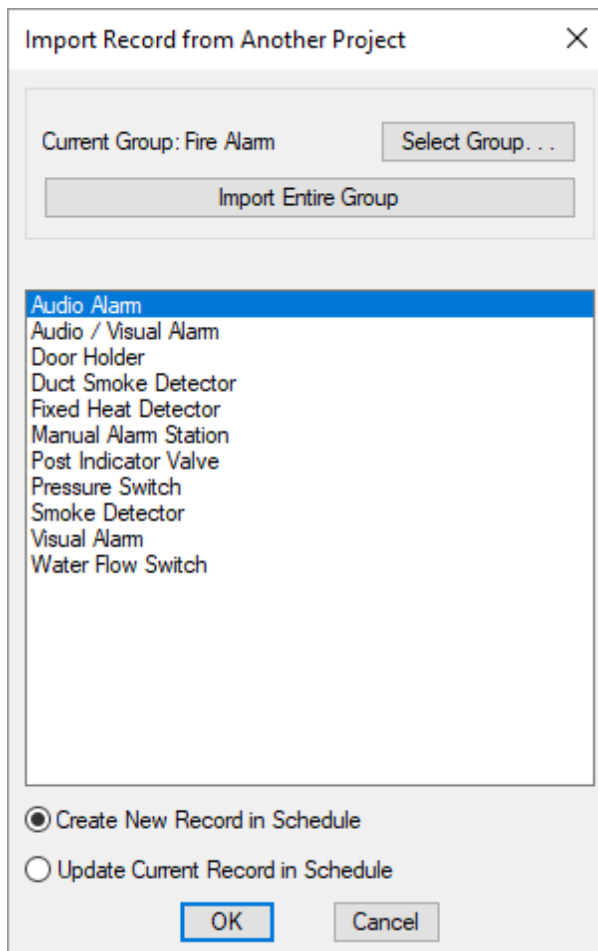 Import Record from Another Project
Current Group: Fire Alarm
Select Group. . .
Import Entire Group
Audio Alarm
Audio / Visual Alarm
Door Holder
Duct Smoke Detector
Fixed Heat Detector
Manual Alarm Station
Post Indicator Valve
Pressure Switch
Smoke Detector
Visual Alarm
Water Flow Switch
Create New Record in Schedule
Update Current Record in Schedule
OK
Cancel